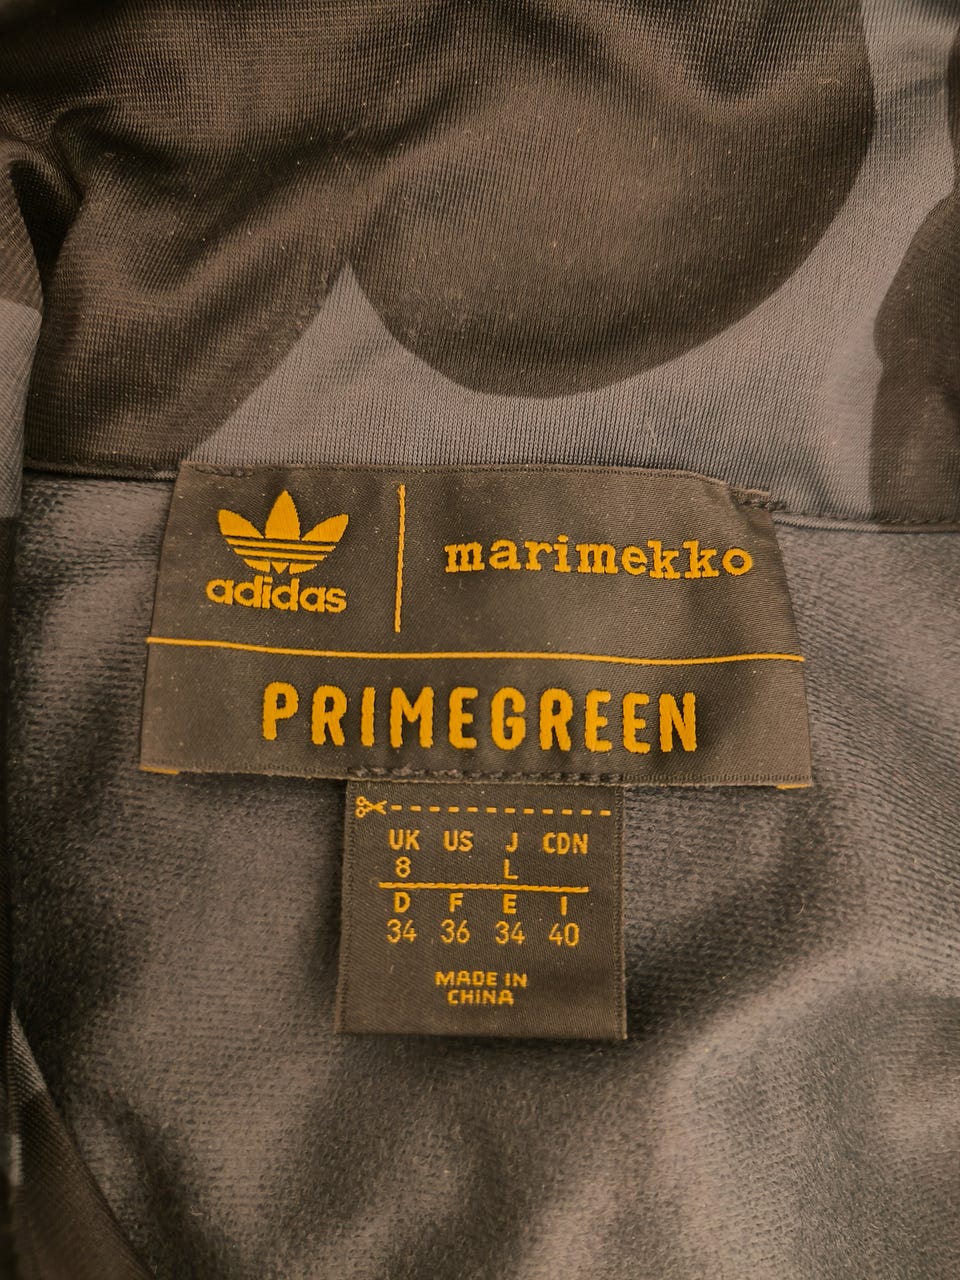 adidas | marimekko
PRIMEGREEN
UK US J CDN
8 L
D F E I
34 36 34 40
MADE IN
CHINA